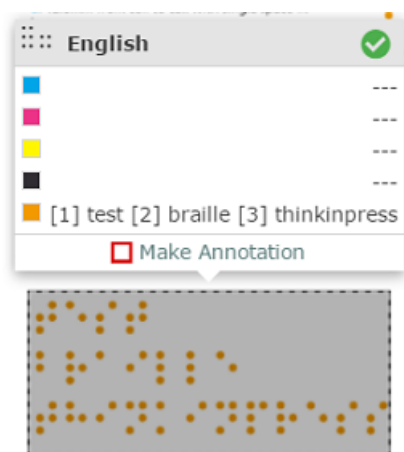 English
---
---
---
---
[1] test [2] braille [3] thinkinpress
Make Annotation
⠞⠑⠎⠞
⠃⠗⠁⠊⠇⠇⠑
⠞⠓⠊⠝⠅⠊⠝⠏⠗⠑⠎⠎